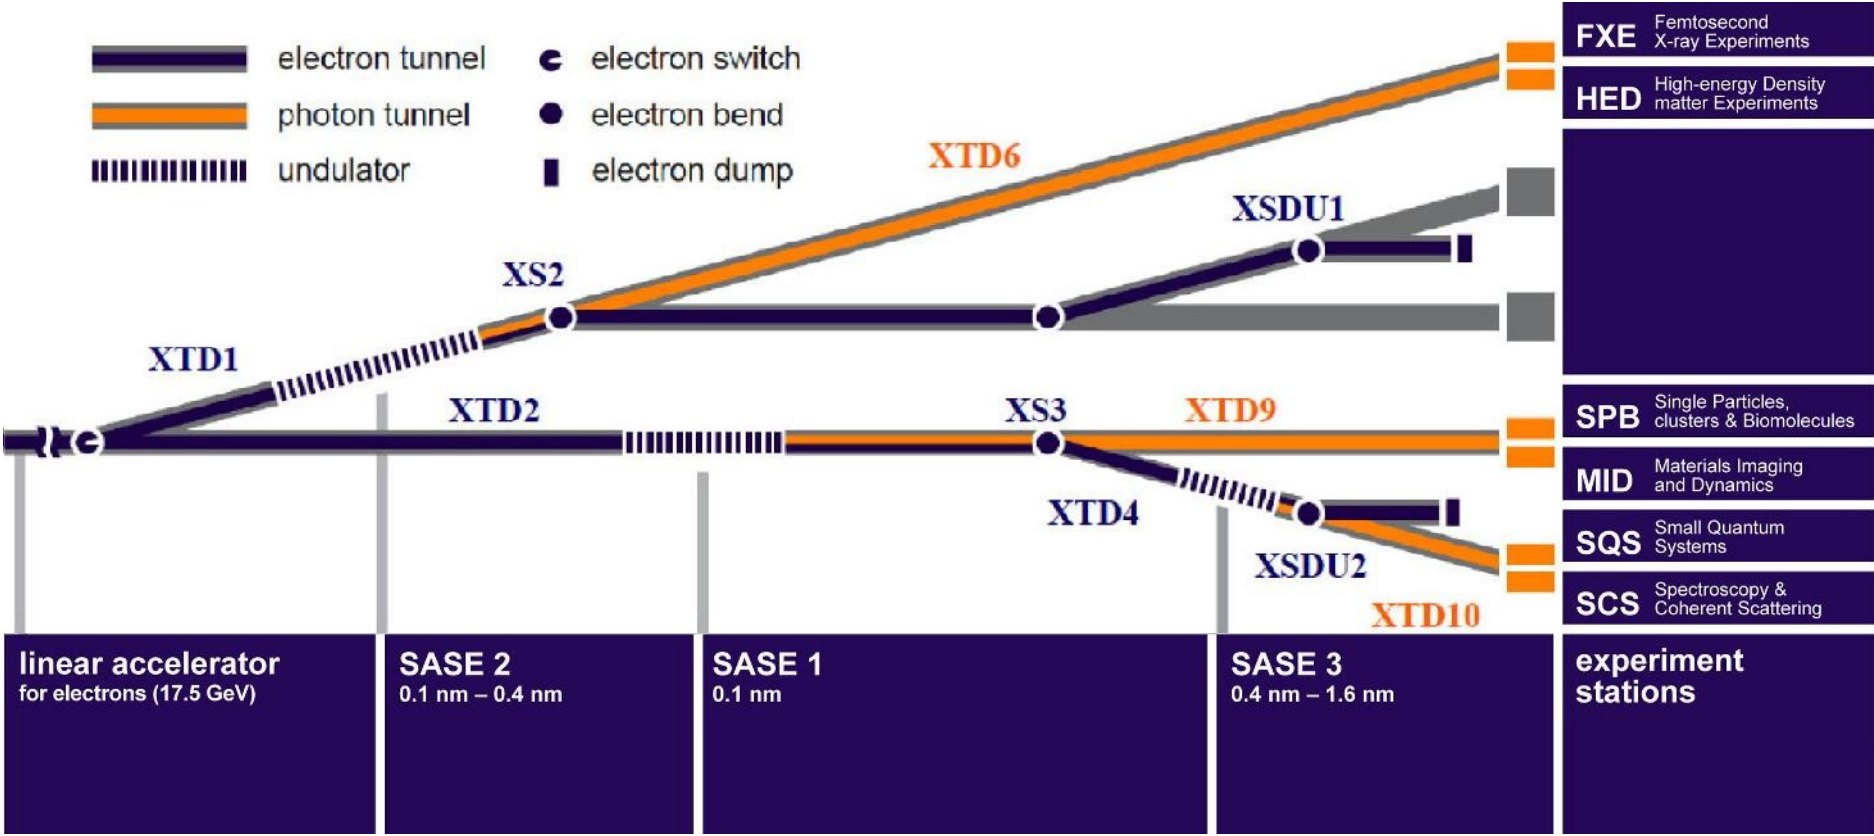 electron tunnel
electron switch
photon tunnel
electron bend
undulator
electron dump
XTD6
XSDU1
XS2
XTD1
XTD2
XS3
XTD9
XTD4
XSDU2
XTD10
FXE
Femtosecond
X-ray Experiments
HED
High-energy Density
matter Experiments
SPB
Single Particles,
clusters & Biomolecules
MID
Materials Imaging
and Dynamics
SQS
Small Quantum
Systems
SCS
Spectroscopy &
Coherent Scattering
linear accelerator
for electrons (17.5 GeV)
SASE 2
0.1 nm – 0.4 nm
SASE 1
0.1 nm
SASE 3
0.4 nm – 1.6 nm
experiment
stations